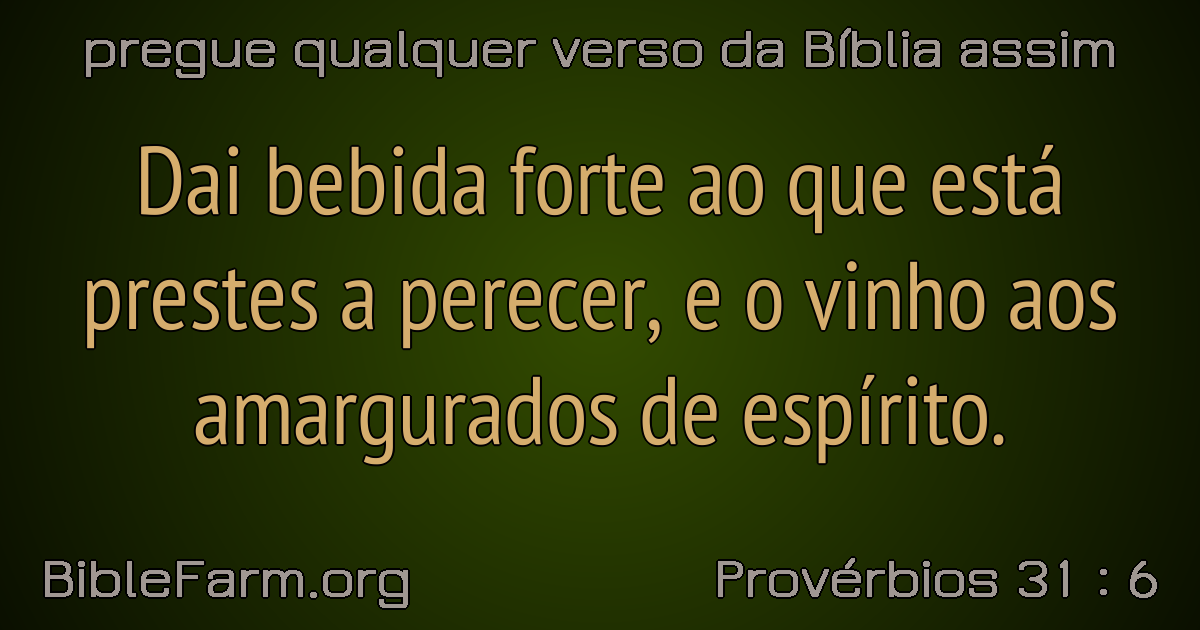 pregue qualquer verso da Bíblia assim
Dai bebida forte ao que está
prestes a perecer, e o vinho aos
amargurados de espírito.
BibleFarm.org
Provérbios 31 : 6